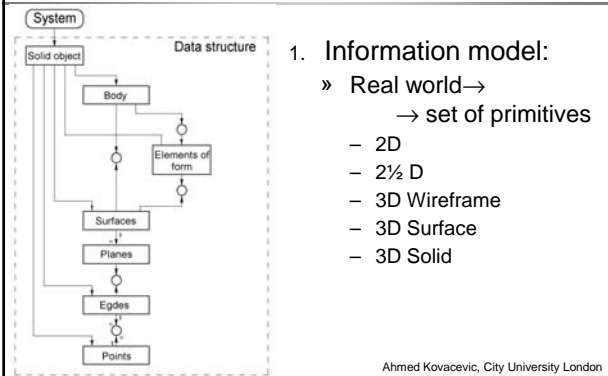 System
Data structure
Solid object
Body
Elements of
form
Surfaces
Planes
Egdes
Points
1. Information model:
» Real world→
→ set of primitives
– 2D
– 2½ D
– 3D Wireframe
– 3D Surface
– 3D Solid
Ahmed Kovacevic, City University London